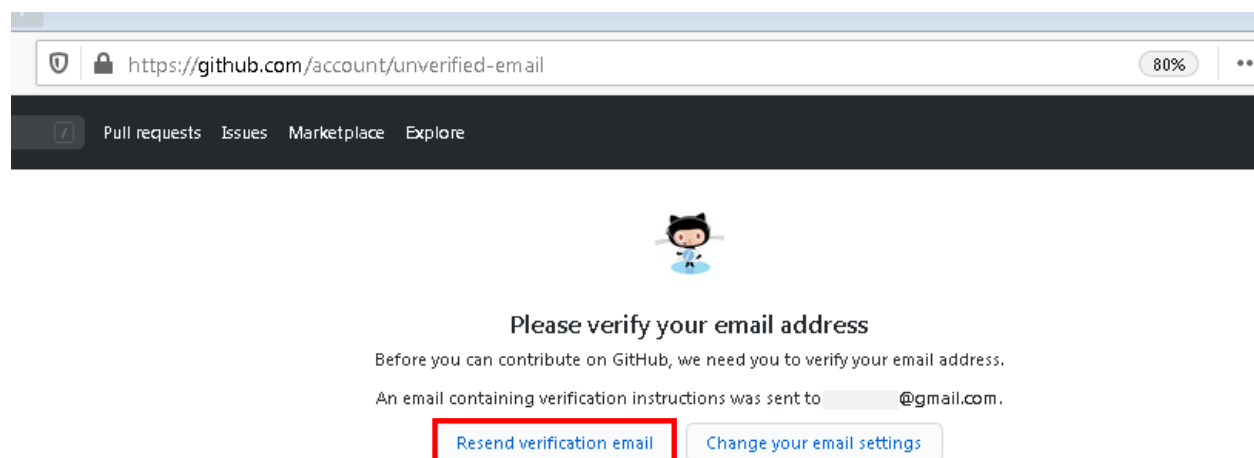 https://github.com/account/unverified-email 80%
/ Pull requests Issues Marketplace Explore
Please verify your email address
Before you can contribute on GitHub, we need you to verify your email address.
An email containing verification instructions was sent to @gmail.com.
Resend verification email Change your email settings